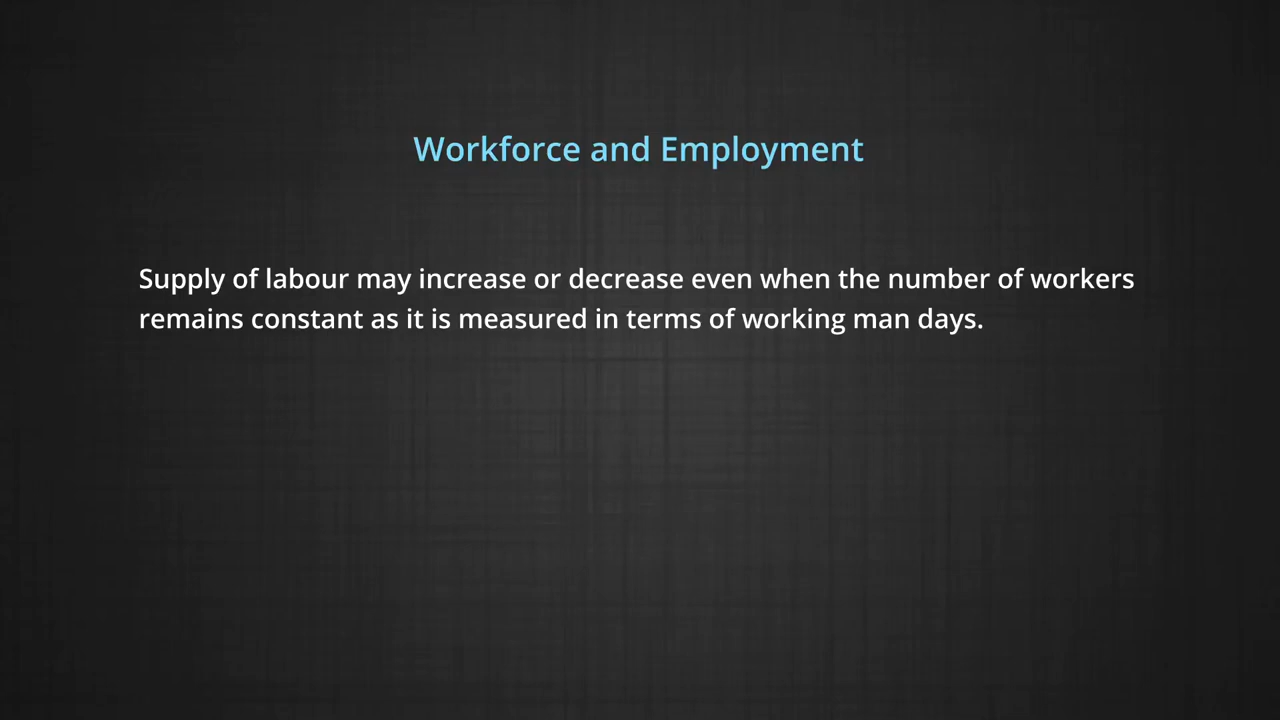 Workforce and Employment
Supply of labour may increase or decrease even when the number of workers
remains constant as it is measured in terms of working man days.